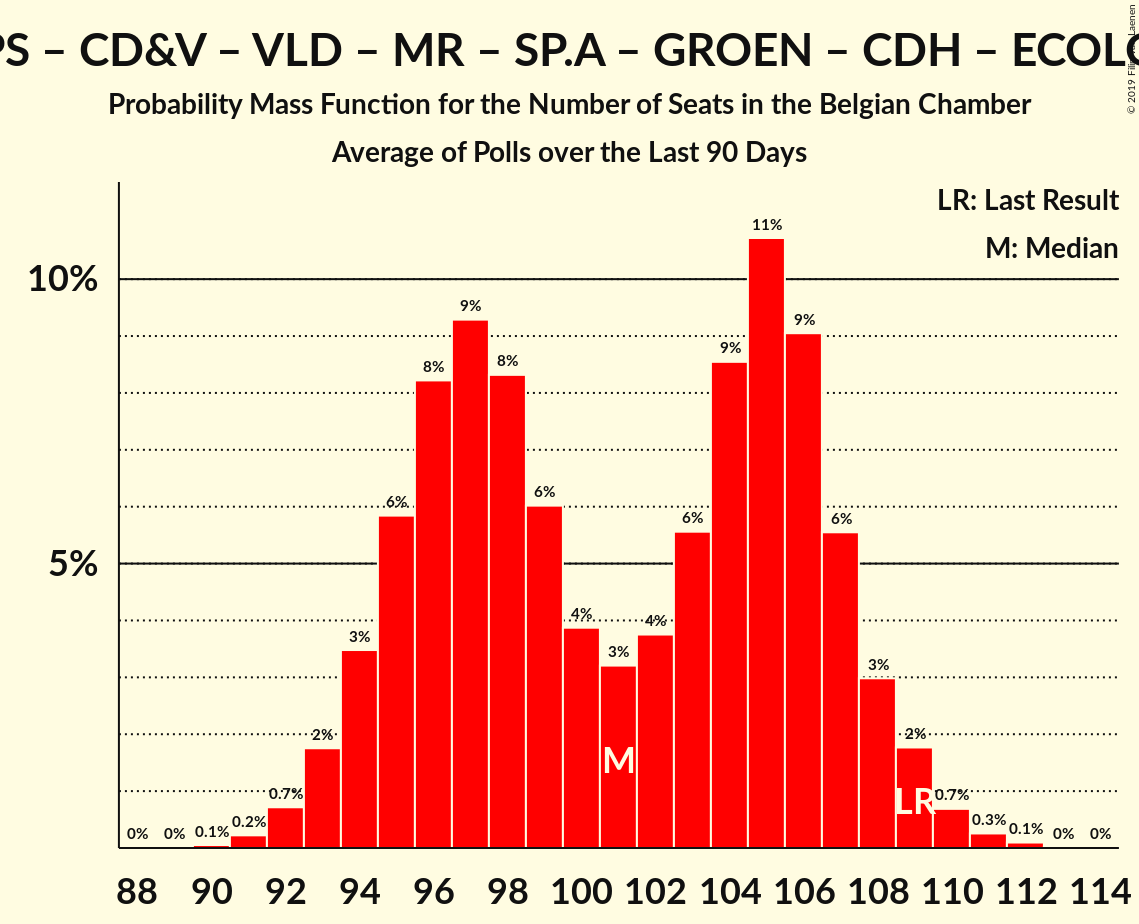 PS – CD&V – VLD – MR – SP.A – GROEN – CDH – ECOLO
Probability Mass Function for the Number of Seats in the Belgian Chamber
Average of Polls over the Last 90 Days
© 2019 Filip Laenen
LR: Last Result
M: Median
10%
5%
0% 0% 0.1% 0.2% 0.7% 2% 3% 6% 8% 9% 8% 6% 4% 3% 4% 6% 9% 11% 9% 6% 3% 2% 0.7% 0.3% 0.1% 0% 0%
M
LR
88 90 92 94 96 98 100 102 104 106 108 110 112 114